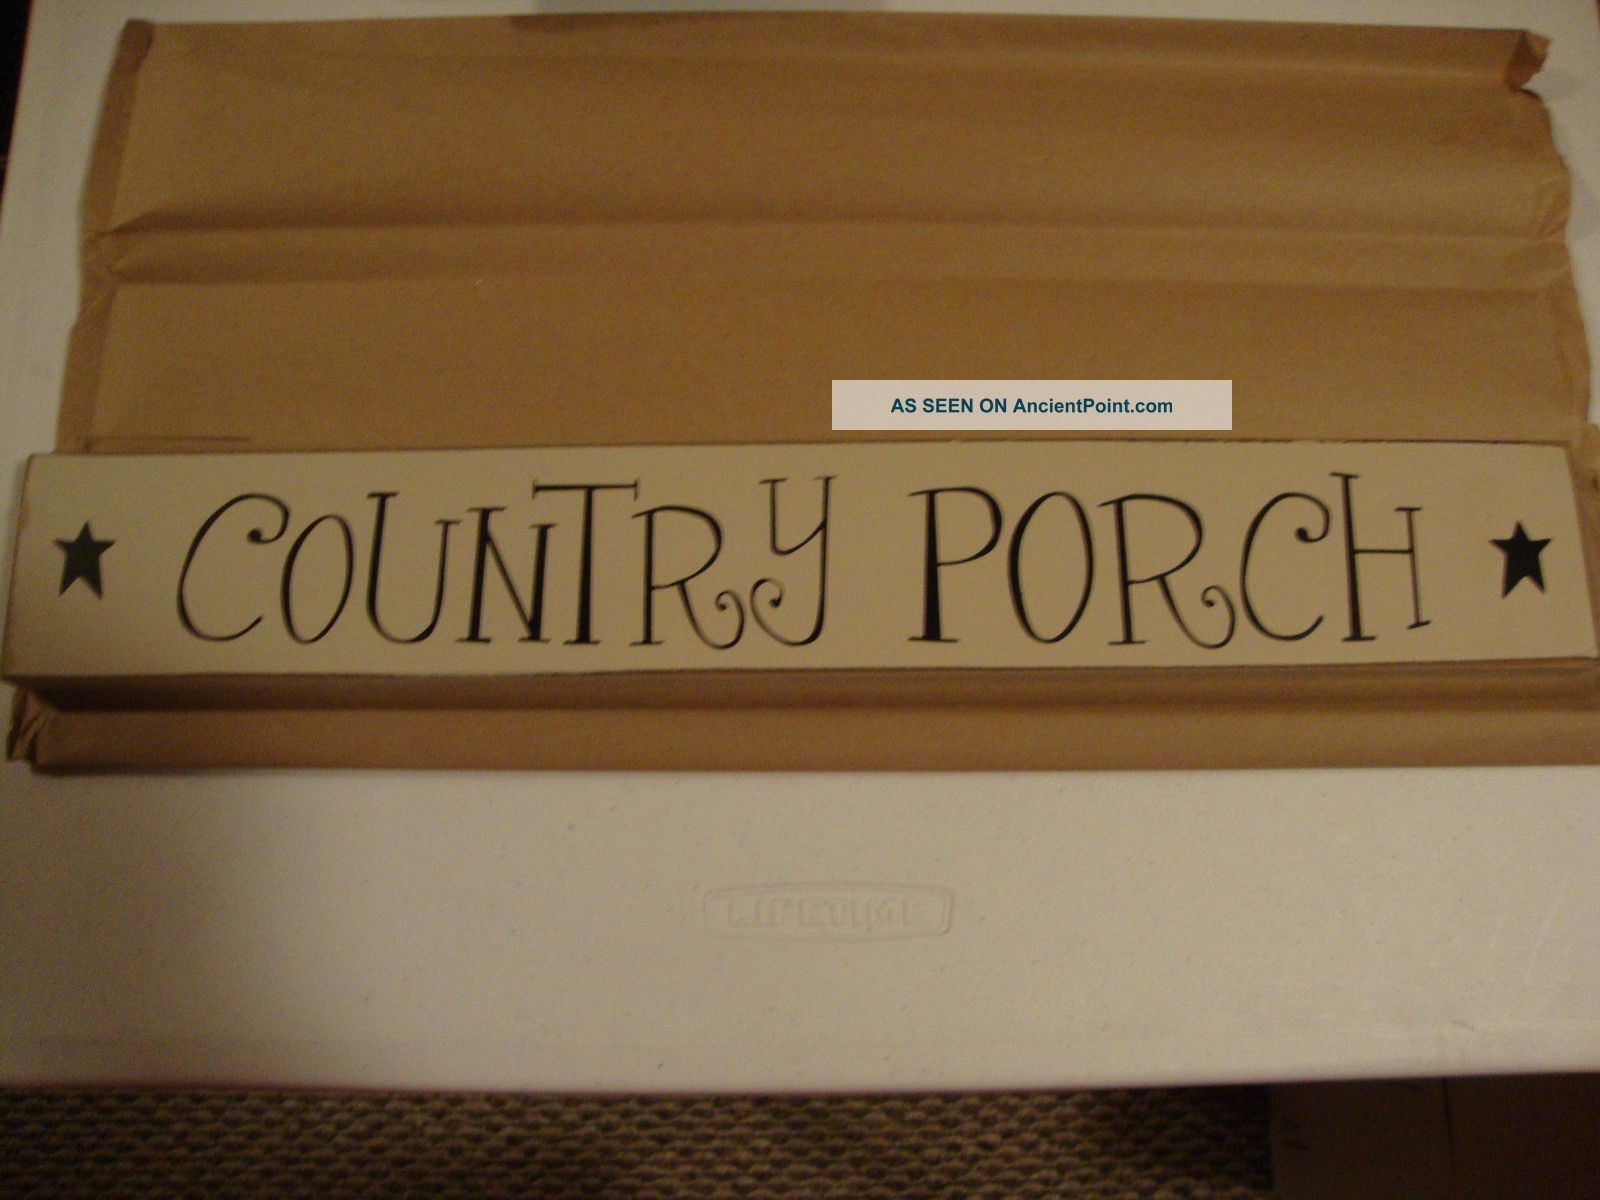 AS SEEN ON AncientPoint.com
COUNTRY PORCH
LIFETIME